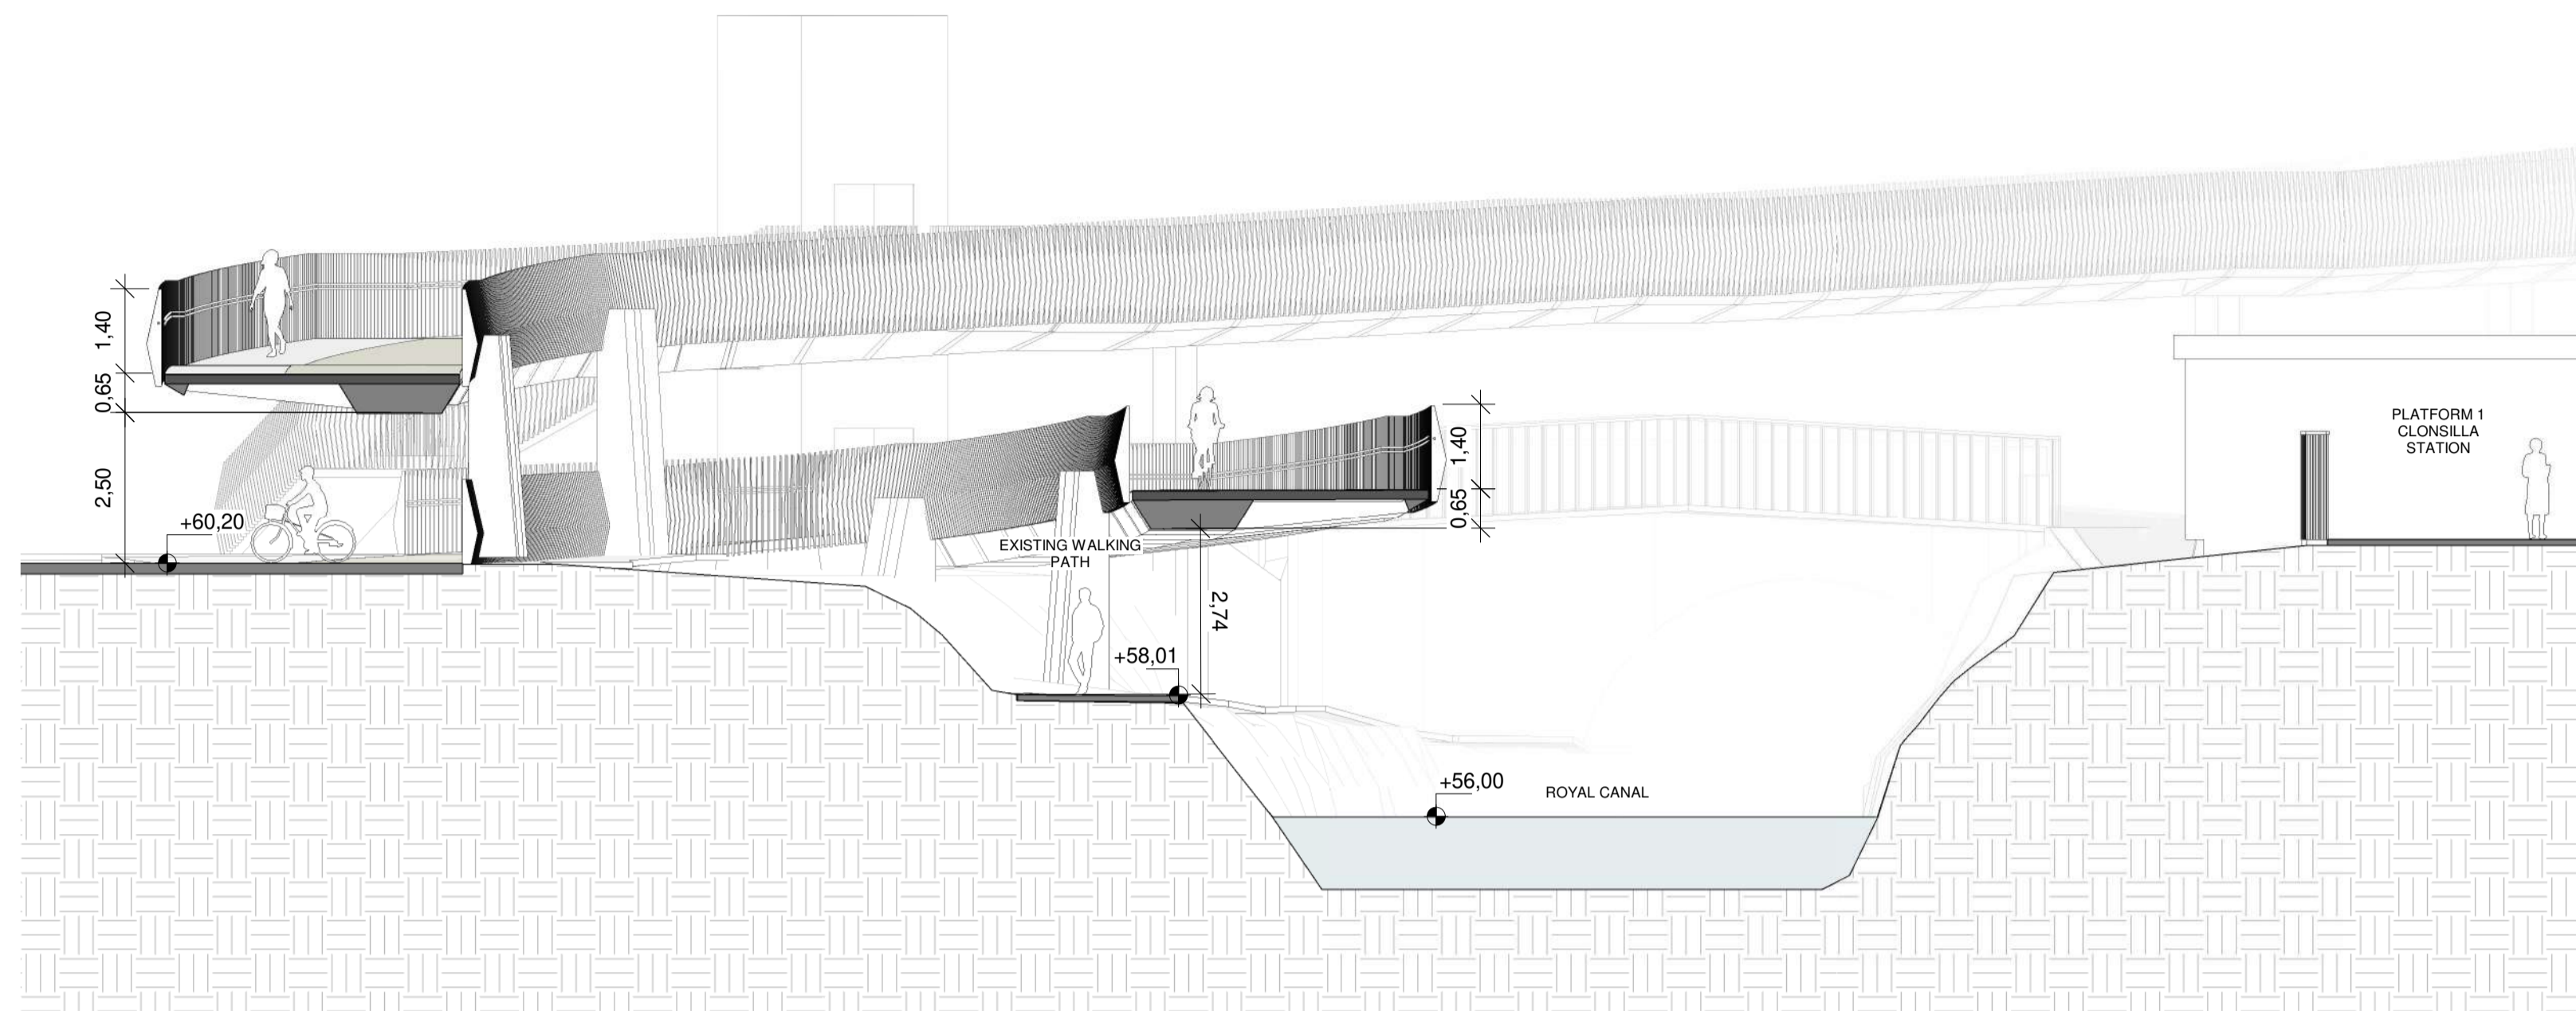 1,40
0,65
2,50
+60,20
EXISTING WALKING
PATH
+58,01
2,74
1,40
0,65
+56,00
ROYAL CANAL
PLATFORM 1
CLONSILLA
STATION